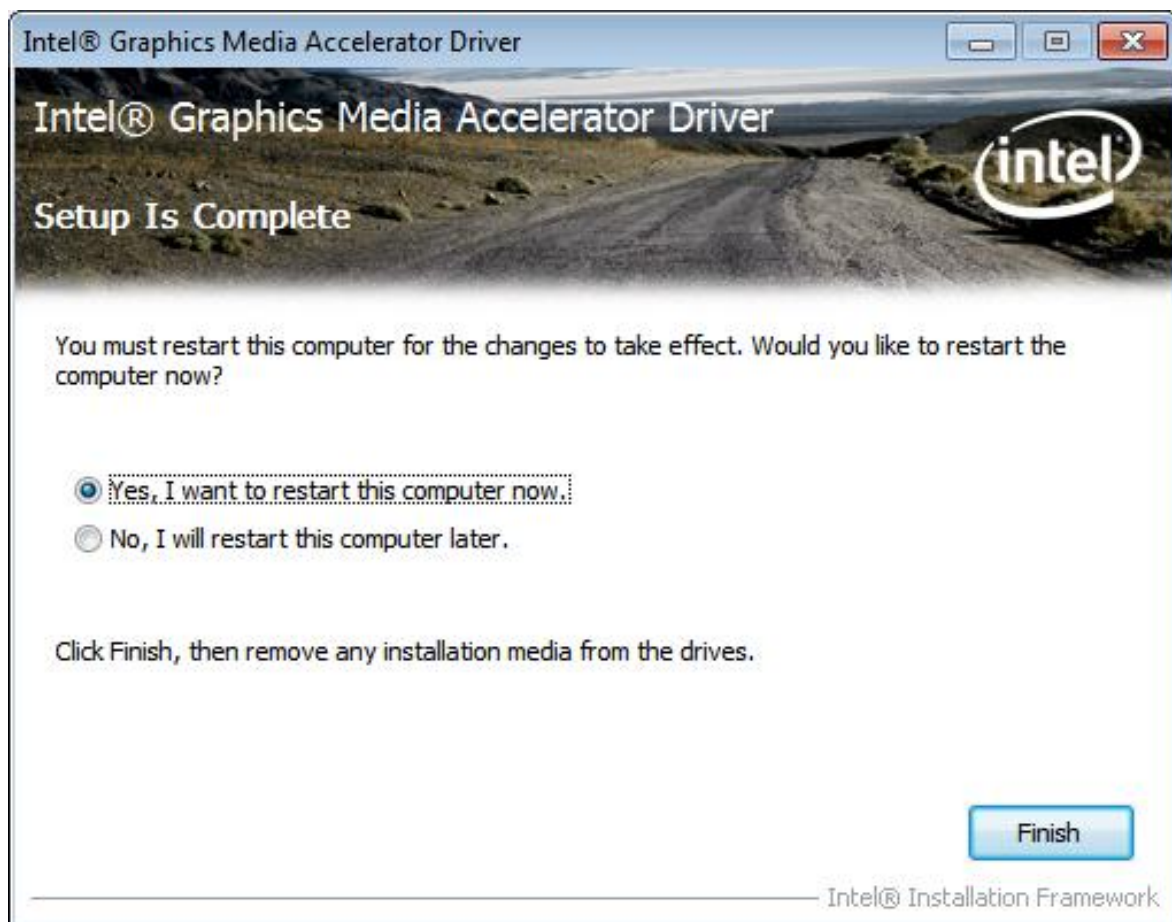 Intel® Graphics Media Accelerator Driver
Intel® Graphics Media Accelerator Driver
intel
Setup Is Complete
You must restart this computer for the changes to take effect. Would you like to restart the
computer now?
Yes, I want to restart this computer now.
No, I will restart this computer later.
Click Finish, then remove any installation media from the drives.
Finish
Intel® Installation Framework